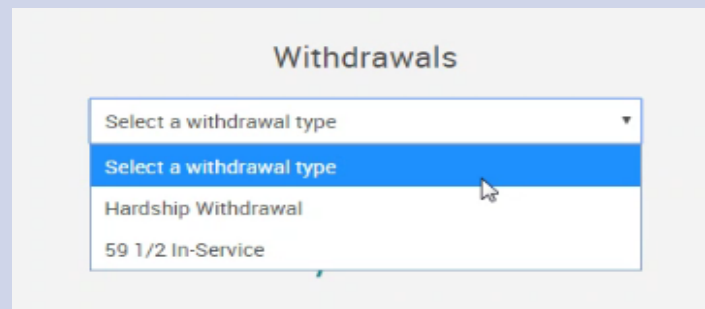 Withdrawals
Select a withdrawal type
Select a withdrawal type
Hardship Withdrawal
59 1/2 In-Service